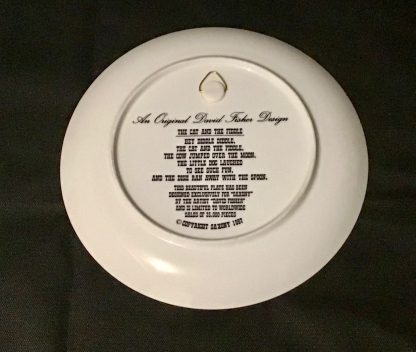 An Original David Fisher Design
THE CAT AND THE FIDDLE
HEY DIDDLE DIDDLE,
THE CAT AND THE FIDDLE,
THE COW JUMPED OVER THE MOON,
THE LITTLE DOG LAUGHED
TO SEE SUCH FUN,
AND THE DISH RAN AWAY WITH THE SPOON.
THIS BEAUTIFUL PLATE HAS BEEN
DESIGNED EXCLUSIVELY FOR "SAXONY"
BY THE ARTIST "DAVID FISHER"
AND IS LIMITED TO WORLDWIDE
SALES OF 25,000 PIECES
© COPYRIGHT SAXONY 1987